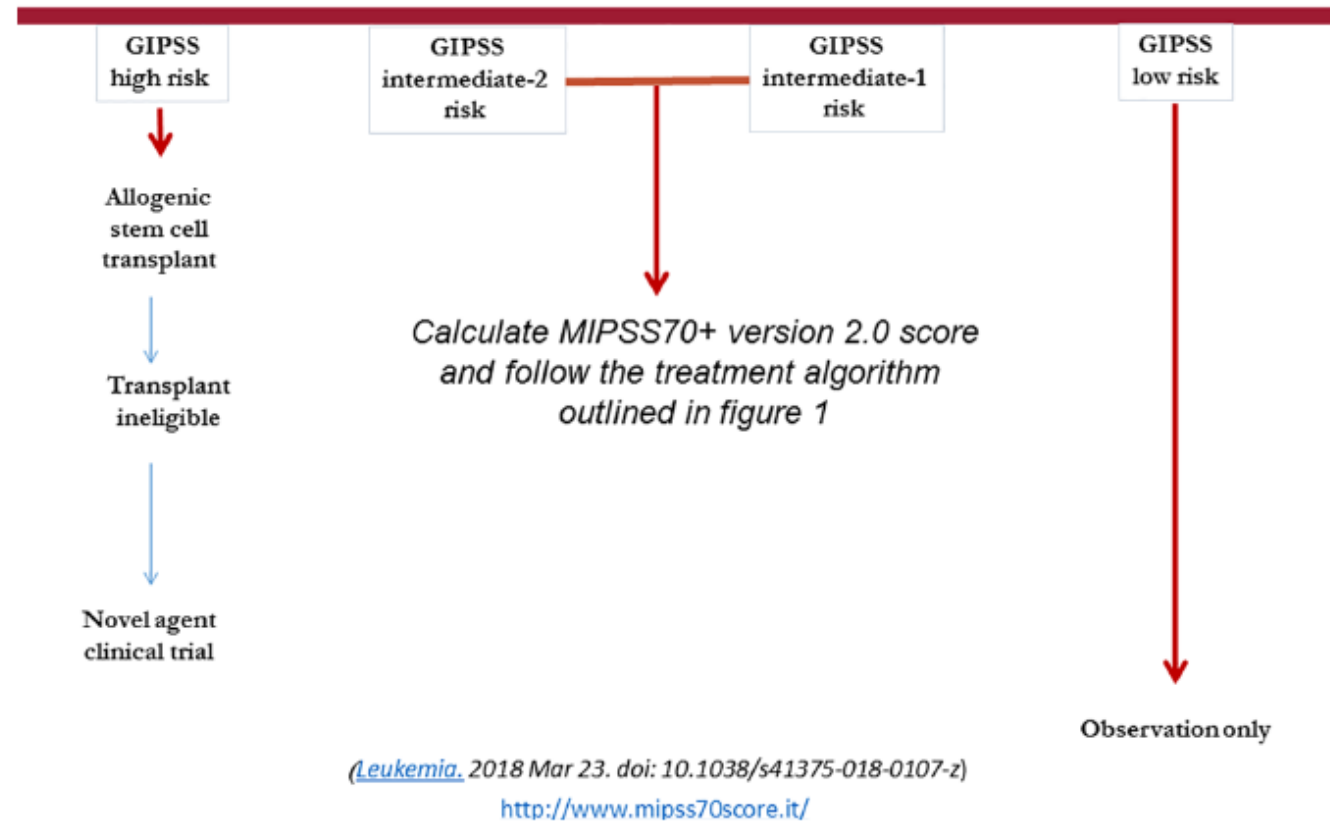 GIPSS
high risk
GIPSS
intermediate-2
risk
GIPSS
intermediate-1
risk
GIPSS
low risk
Allogenic
stem cell
transplant
Calculate MIPSS70+ version 2.0 score
and follow the treatment algorithm
outlined in figure 1
Transplant
ineligible
Novel agent
clinical trial
Observation only
(Leukemia. 2018 Mar 23. doi: 10.1038/s41375-018-0107-z)
http://www.mipss70score.it/